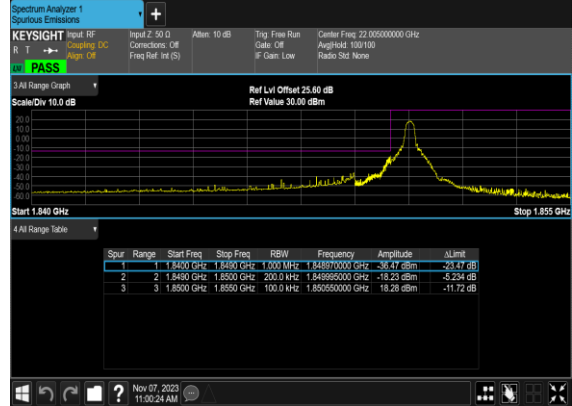 Spectrum Analyzer 1
Spurious Emissions
KEYSIGHT
R T
Input: RF
Coupling: DC
Align: Off
Input Z: 50 Ω
Corrections: Off
Freq Ref: Int (S)
Atten: 10 dB
Trig: Free Run
Gate: Off
IF Gain: Low
Center Freq: 22.005000000 GHz
Avg|Hold: 100/100
Radio Std: None
LW PASS
3 All Range Graph
Ref Lvl Offset 25.60 dB
Scale/Div 10.0 dB
Ref Value 30.00 dBm
20.0
10.0
0.00
-10.0
-20.0
-30.0
-40.0
-50.0
-60.0
Start 1.840 GHz
Stop 1.855 GHz
4 All Range Table
Spur Range Start Freq Stop Freq RBW Frequency Amplitude ΔLimit
1 1 1.8400 GHz 1.8490 GHz 1.000 MHz 1.848970000 GHz -36.47 dBm -23.47 dB
2 2 1.8490 GHz 1.8500 GHz 200.0 kHz 1.849995000 GHz -18.23 dBm -5.234 dB
3 3 1.8500 GHz 1.8550 GHz 100.0 kHz 1.850550000 GHz 18.28 dBm -11.72 dB
?
Nov 07, 2023
11:00:24 AM